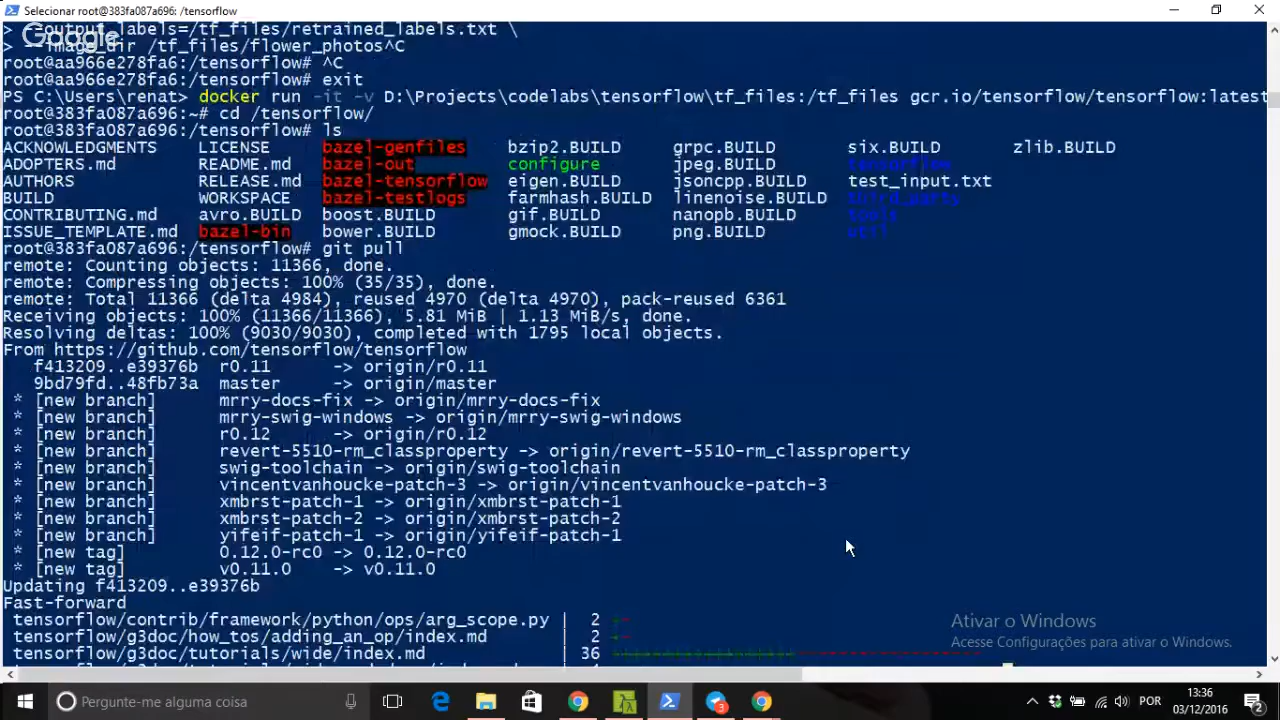 Selecionar root@383fa087a696: /tensorflow
Google
> --output_labels=/tf_files/retrained_labels.txt \
> --image_dir /tf_files/flower_photos^C
root@aa966e278fa6:/tensorflow# ^C
root@aa966e278fa6:/tensorflow# exit
PS C:\Users\renat> docker run -it -v D:\Projects\codelabs\tensorflow\tf_files:/tf_files gcr.io/tensorflow/tensorflow:latest
root@383fa087a696:~# cd /tensorflow/
root@383fa087a696:/tensorflow# ls
ACKNOWLEDGMENTS LICENSE bazel-genfiles bzip2.BUILD grpc.BUILD six.BUILD zlib.BUILD
ADOPTERS.md README.md bazel-out configure jpeg.BUILD tensorflow
AUTHORS RELEASE.md bazel-tensorflow eigen.BUILD jsoncpp.BUILD test_input.txt
BUILD WORKSPACE bazel-testlogs farmhash.BUILD linenoise.BUILD third_party
CONTRIBUTING.md avro.BUILD boost.BUILD gif.BUILD nanopb.BUILD tools
ISSUE_TEMPLATE.md bazel-bin bower.BUILD gmock.BUILD png.BUILD util
root@383fa087a696:/tensorflow# git pull
remote: Counting objects: 11366, done.
remote: Compressing objects: 100% (35/35), done.
remote: Total 11366 (delta 4984), reused 4970 (delta 4970), pack-reused 6361
Receiving objects: 100% (11366/11366), 5.81 MiB | 1.13 MiB/s, done.
Resolving deltas: 100% (9030/9030), completed with 1795 local objects.
From https://github.com/tensorflow/tensorflow
f413209..e39376b r0.11 -> origin/r0.11
9bd79fd..48fb73a master -> origin/master
* [new branch] mrry-docs-fix -> origin/mrry-docs-fix
* [new branch] mrry-swig-windows -> origin/mrry-swig-windows
* [new branch] r0.12 -> origin/r0.12
* [new branch] revert-5510-rm_classproperty -> origin/revert-5510-rm_classproperty
* [new branch] swig-toolchain -> origin/swig-toolchain
* [new branch] vincentvanhoucke-patch-3 -> origin/vincentvanhoucke-patch-3
* [new branch] xmbrst-patch-1 -> origin/xmbrst-patch-1
* [new branch] xmbrst-patch-2 -> origin/xmbrst-patch-2
* [new branch] yifeif-patch-1 -> origin/yifeif-patch-1
* [new tag] 0.12.0-rc0 -> 0.12.0-rc0
* [new tag] v0.11.0 -> v0.11.0
Updating f413209..e39376b
Fast-forward
tensorflow/contrib/framework/python/ops/arg_scope.py | 2 +-
tensorflow/g3doc/how_tos/adding_an_op/index.md | 2 +-
tensorflow/g3doc/tutorials/wide/index.md | 36
Ativar o Windows
Acesse Configurações para ativar o Windows.
Pergunte-me alguma coisa
3
POR
13:36
03/12/2016